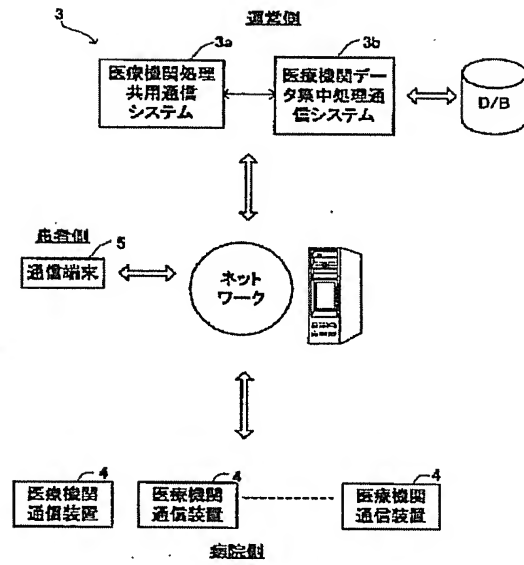 運営側
3
3a
3b
医療機関処理
共用通信
システム
医療機関デー
タ集中処理通
信システム
D/B
患者側
5
通信端末
ネット
ワーク
4
4
4
医療機関
通信装置
医療機関
通信装置
医療機関
通信装置
病院側